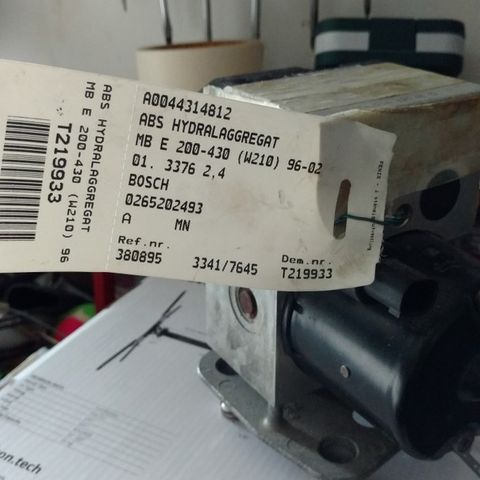 A0044314812
ABS HYDRALAGGREGAT
MB E 200-430 (W210) 96-02
01. 3376 2,4
BOSCH
0265202493
A MN
Ref.nr. Dem.nr.
380895 3341/7645 T219933
ABS HYDRALAGGREGAT
MB E 200-430 (W210) 96
T219933
on.tech